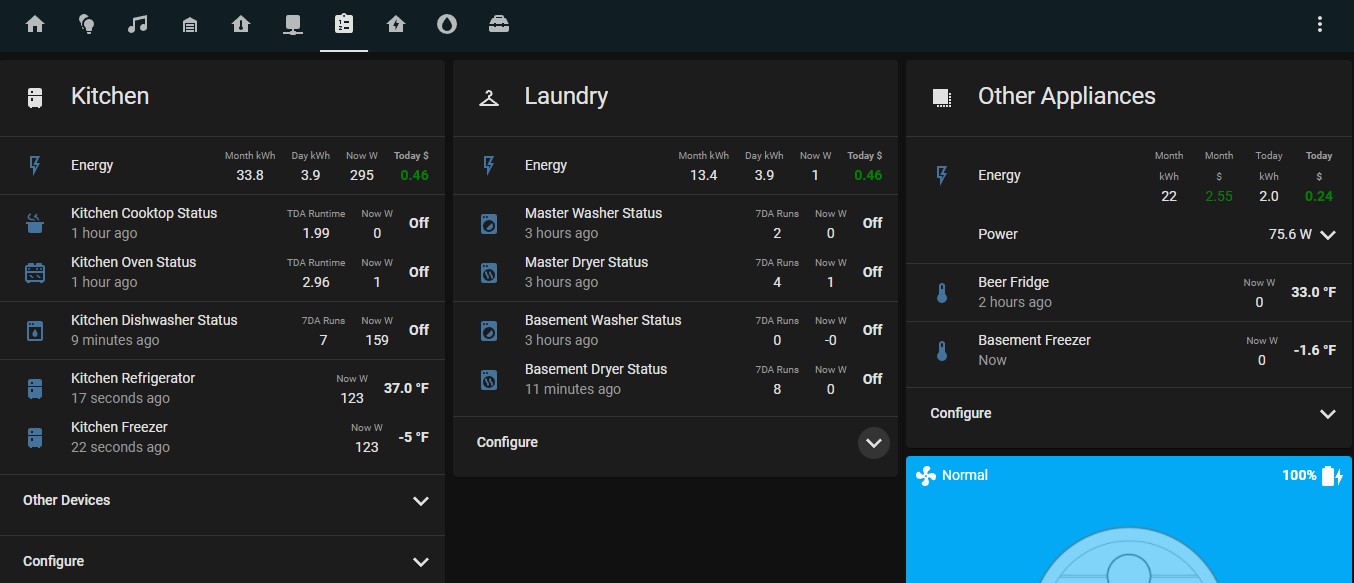 Kitchen
Energy
Month kWh Day kWh Now W Today $
33.8 3.9 295 0.46
Kitchen Cooktop Status
1 hour ago
TDA Runtime Now W
1.99 0
Off
Kitchen Oven Status
1 hour ago
TDA Runtime Now W
2.96 1
Off
Kitchen Dishwasher Status
9 minutes ago
7DA Runs Now W
7 159
Off
Kitchen Refrigerator
17 seconds ago
Now W
123
37.0 °F
Kitchen Freezer
22 seconds ago
Now W
123
-5 °F
Other Devices
Configure
Laundry
Energy
Month kWh Day kWh Now W Today $
13.4 3.9 1 0.46
Master Washer Status
3 hours ago
7DA Runs Now W
2 0
Off
Master Dryer Status
3 hours ago
7DA Runs Now W
4 1
Off
Basement Washer Status
3 hours ago
7DA Runs Now W
0 -0
Off
Basement Dryer Status
11 minutes ago
7DA Runs Now W
8 0
Off
Configure
Other Appliances
Energy
Month Month Today Today
kWh $ kWh $
22 2.55 2.0 0.24
Power 75.6 W
Beer Fridge
2 hours ago
Now W
0
33.0 °F
Basement Freezer
Now
Now W
0
-1.6 °F
Configure
Normal 100%